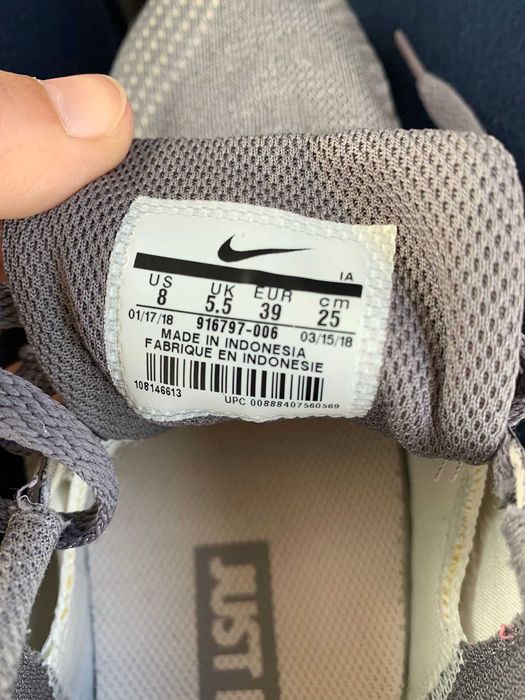 IA
US UK EUR cm
8 5.5 39 25
01/17/18 916797-006 03/15/18
MADE IN INDONESIA
FABRIQUE EN INDONESIE
108146613
UPC 00888407560569
JUST